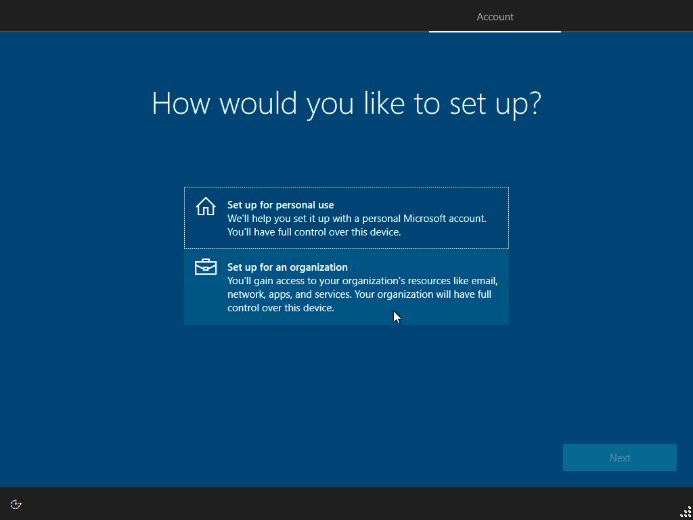 Account
How would you like to set up?
Set up for personal use
We'll help you set it up with a personal Microsoft account.
You'll have full control over this device.
Set up for an organization
You'll gain access to your organization's resources like email,
network, apps, and services. Your organization will have full
control over this device.
Next